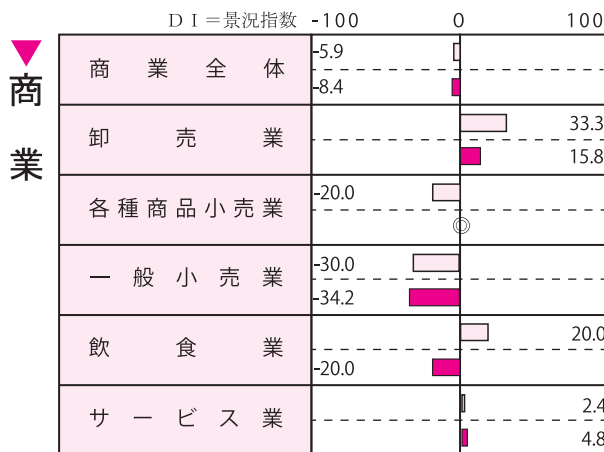 DI=景況指数 -100 0 100
▼商業
商業全体 -5.9
-8.4
卸売業 33.3
15.8
各種商品小売業 -20.0
◎
一般小売業 -30.0
-34.2
飲食業 20.0
-20.0
サービス業 2.4
4.8